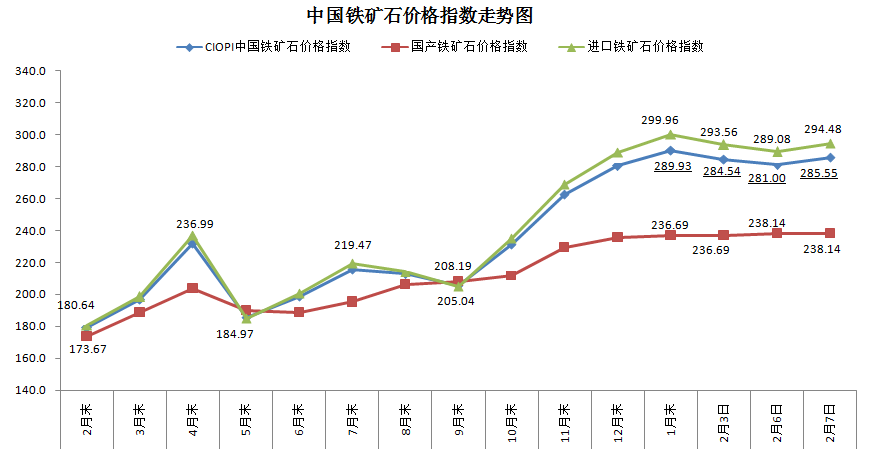 中国铁矿石价格指数走势图
CIOPI中国铁矿石价格指数 国产铁矿石价格指数 进口铁矿石价格指数
340.0
320.0
300.0
280.0
260.0
240.0
220.0
200.0
180.0
160.0
140.0
180.64
173.67
236.99
184.97
219.47
208.19
205.04
299.96
289.93
236.69
293.56
284.54
236.69
289.08
281.00
238.14
294.48
285.55
238.14
2月末
3月末
4月末
5月末
6月末
7月末
8月末
9月末
10月末
11月末
12月末
1月末
2月3日
2月6日
2月7日